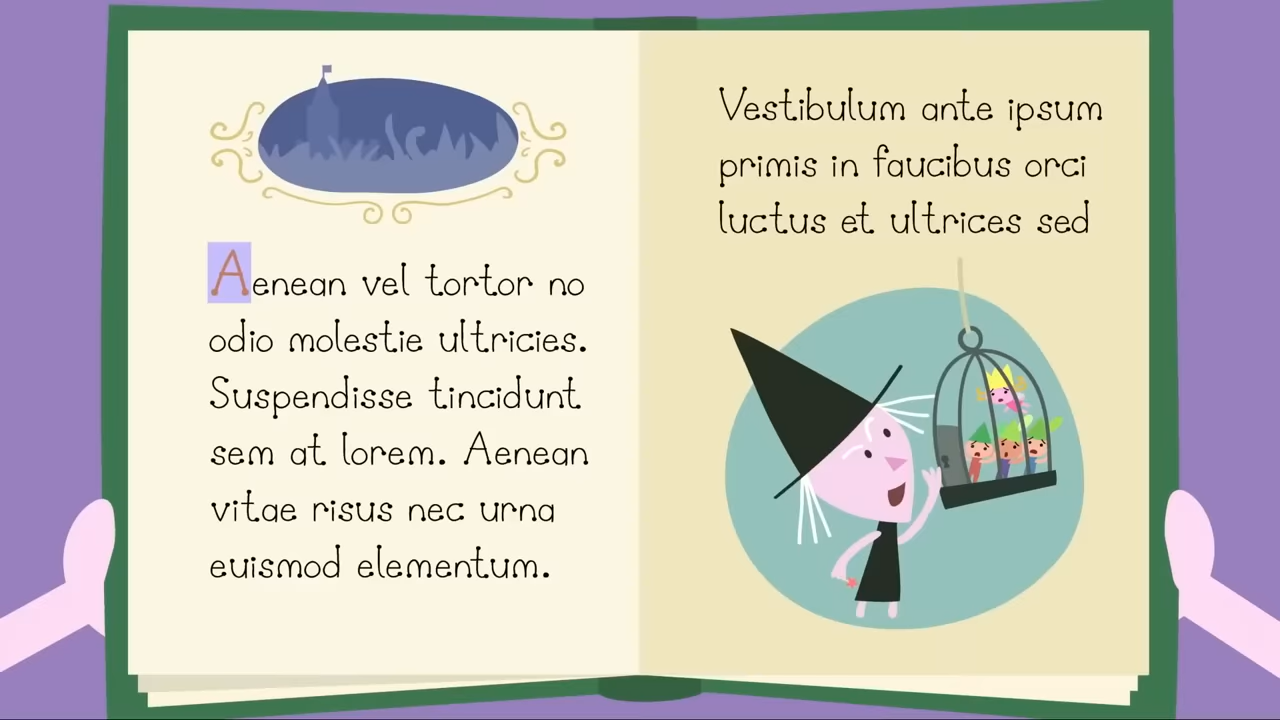 Aenean vel tortor no
odio molestie ultricies.
Suspendisse tincidunt
sem at lorem. Aenean
vitae risus nec urna
euismod elementum.
Vestibulum ante ipsum
primis in faucibus orci
luctus et ultrices sed